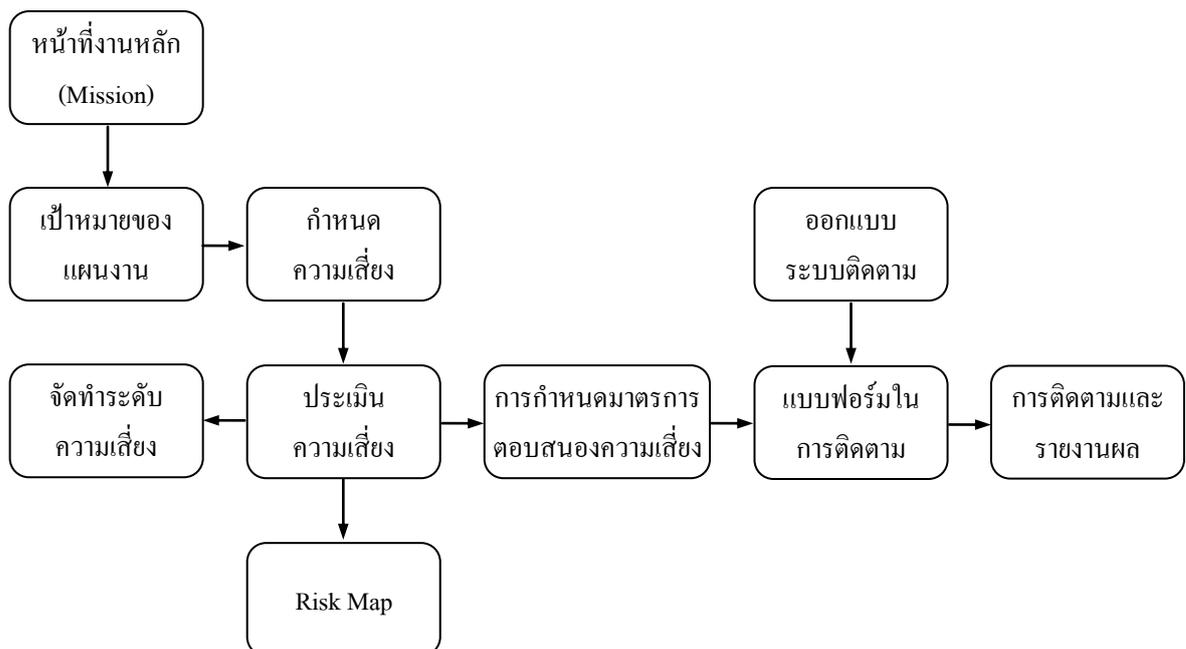 หน้าที่งานหลัก
(Mission)
เป้าหมายของ
แผนงาน
กำหนด
ความเสี่ยง
ออกแบบ
ระบบติดตาม
จัดทำระดับ
ความเสี่ยง
ประเมิน
ความเสี่ยง
การกำหนดมาตรการ
ตอบสนองความเสี่ยง
แบบฟอร์มใน
การติดตาม
การติดตามและ
รายงานผล
Risk Map